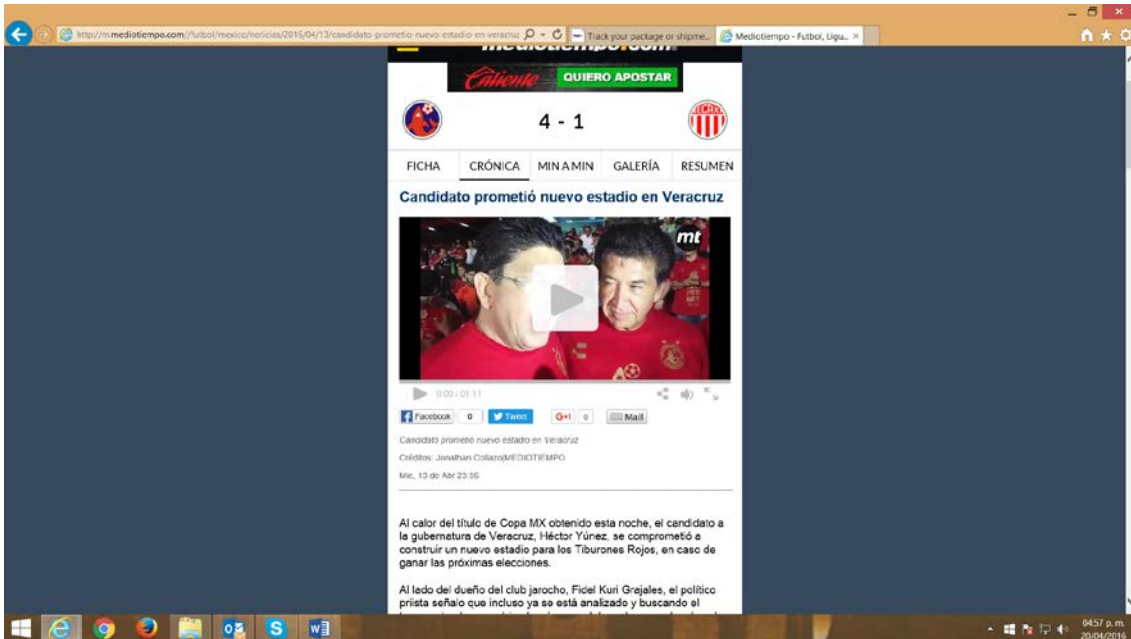 http://m.mediotiempo.com//futbol/mexico/noticias/2016/04/13/candidato-prometio-nuevo-estadio-en-veracruz
Track your package or shipme...
Mediotiempo - Futbol, Ligu...
mediotiempo.com
Caliente QUIERO APOSTAR
4 - 1
FICHA CRÓNICA MIN A MIN GALERÍA RESUMEN
Candidato prometió nuevo estadio en Veracruz
mt
0:00 / 01:11
Facebook 0 Tweet G+1 0 Mail
Candidato prometió nuevo estadio en Veracruz
Créditos: Jonathan Collazo|MEDIOTIEMPO
Mie, 13 de Abr 23:56
Al calor del título de Copa MX obtenido esta noche, el candidato a
la gubernatura de Veracruz, Héctor Yúnez, se comprometió a
construir un nuevo estadio para los Tiburones Rojos, en caso de
ganar las próximas elecciones.
Al lado del dueño del club jarocho, Fidel Kuri Grajales, el político
priista señalo que incluso ya se está analizado y buscando el
04:57 p. m.
20/04/2016